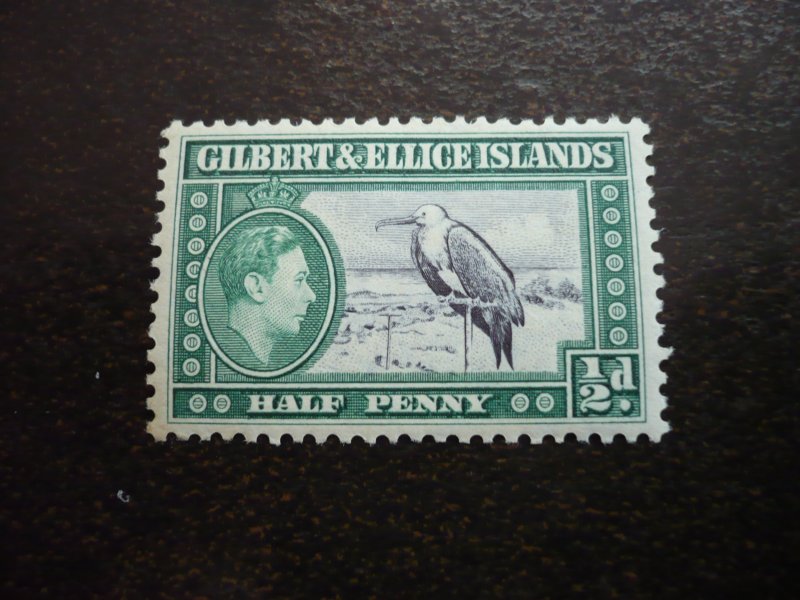 GILBERT & ELLICE ISLANDS
HALF PENNY
½d.